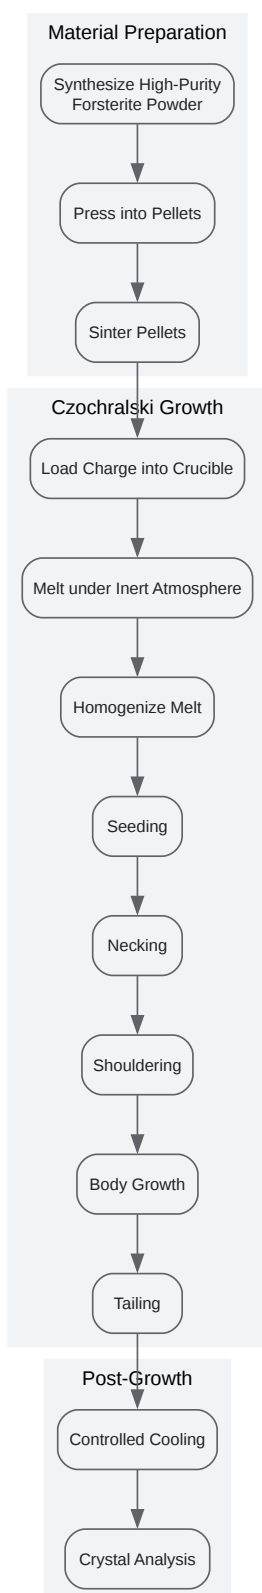 Material Preparation
Synthesize High-Purity
Forsterite Powder
Press into Pellets
Sinter Pellets
Czochralski Growth
Load Charge into Crucible
Melt under Inert Atmosphere
Homogenize Melt
Seeding
Necking
Shouldering
Body Growth
Tailing
Post-Growth
Controlled Cooling
Crystal Analysis